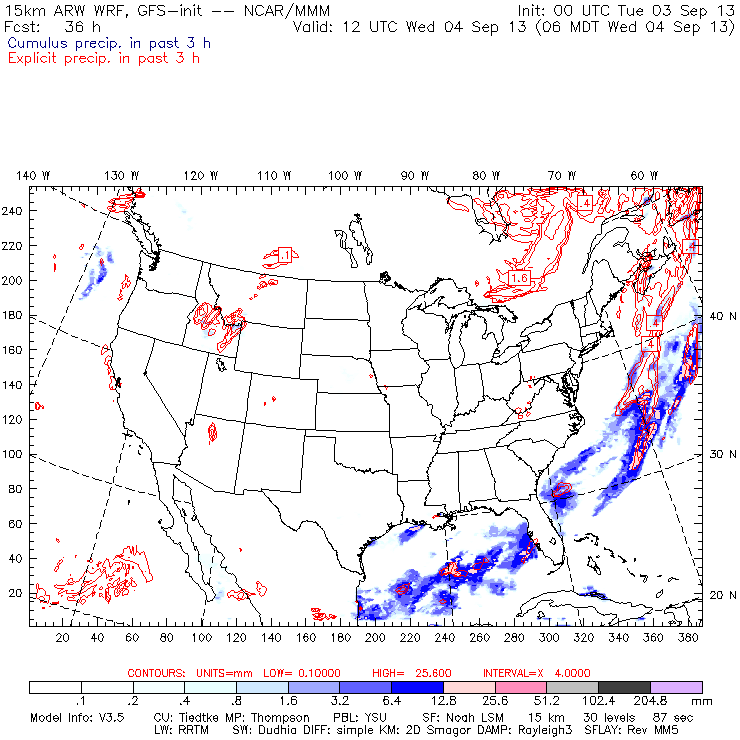 15km ARW WRF, GFS-init -- NCAR/MMM Init: 00 UTC Tue 03 Sep 13
Fcst: 36 h Valid: 12 UTC Wed 04 Sep 13 (06 MDT Wed 04 Sep 13)
Cumulus precip. in past 3 h
Explicit precip. in past 3 h
140 W 130 W 120 W 110 W 100 W 90 W 80 W 70 W 60 W
.4
240
220
.1
1.6
200
180 40 N
.4
4
160
140
120
100 30 N
80
60
40
20 20 N
20 40 60 80 100 120 140 160 180 200 220 240 260 280 300 320 340 360 380
CONTOURS: UNITS=mm LOW= 0.10000 HIGH= 25.600 INTERVAL=X 4.0000
.1 .2 .4 .8 1.6 3.2 6.4 12.8 25.6 51.2 102.4 204.8 mm
Model Info: V3.5 CU: Tiedtke MP: Thompson PBL: YSU SF: Noah LSM 15 km 30 levels 87 sec
LW: RRTM SW: Dudhia DIFF: simple KM: 2D Smagor DAMP: Rayleigh3 SFLAY: Rev MM5